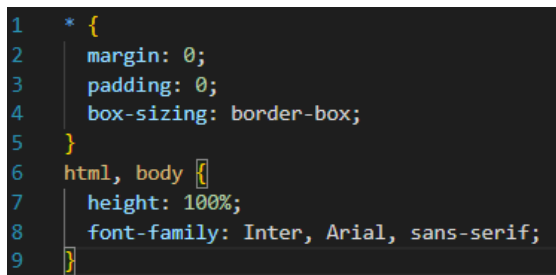 1 * {
2 margin: 0;
3 padding: 0;
4 box-sizing: border-box;
5 }
6 html, body {
7 height: 100%;
8 font-family: Inter, Arial, sans-serif;
9 }